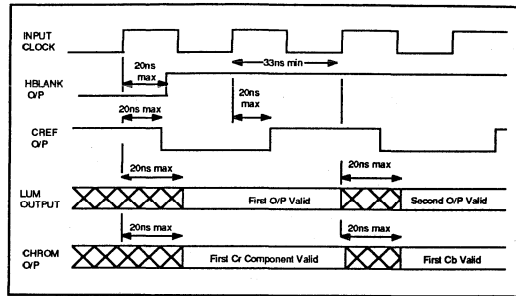 INPUT
CLOCK
20ns
max
33ns min
HBLANK
O/P
20ns max
20ns
max
CREF
O/P
20ns max
20ns max
LUM
OUTPUT
First O/P Valid
Second O/P Valid
20ns max
20ns max
CHROM
O/P
First Cr Component Valid
First Cb Valid